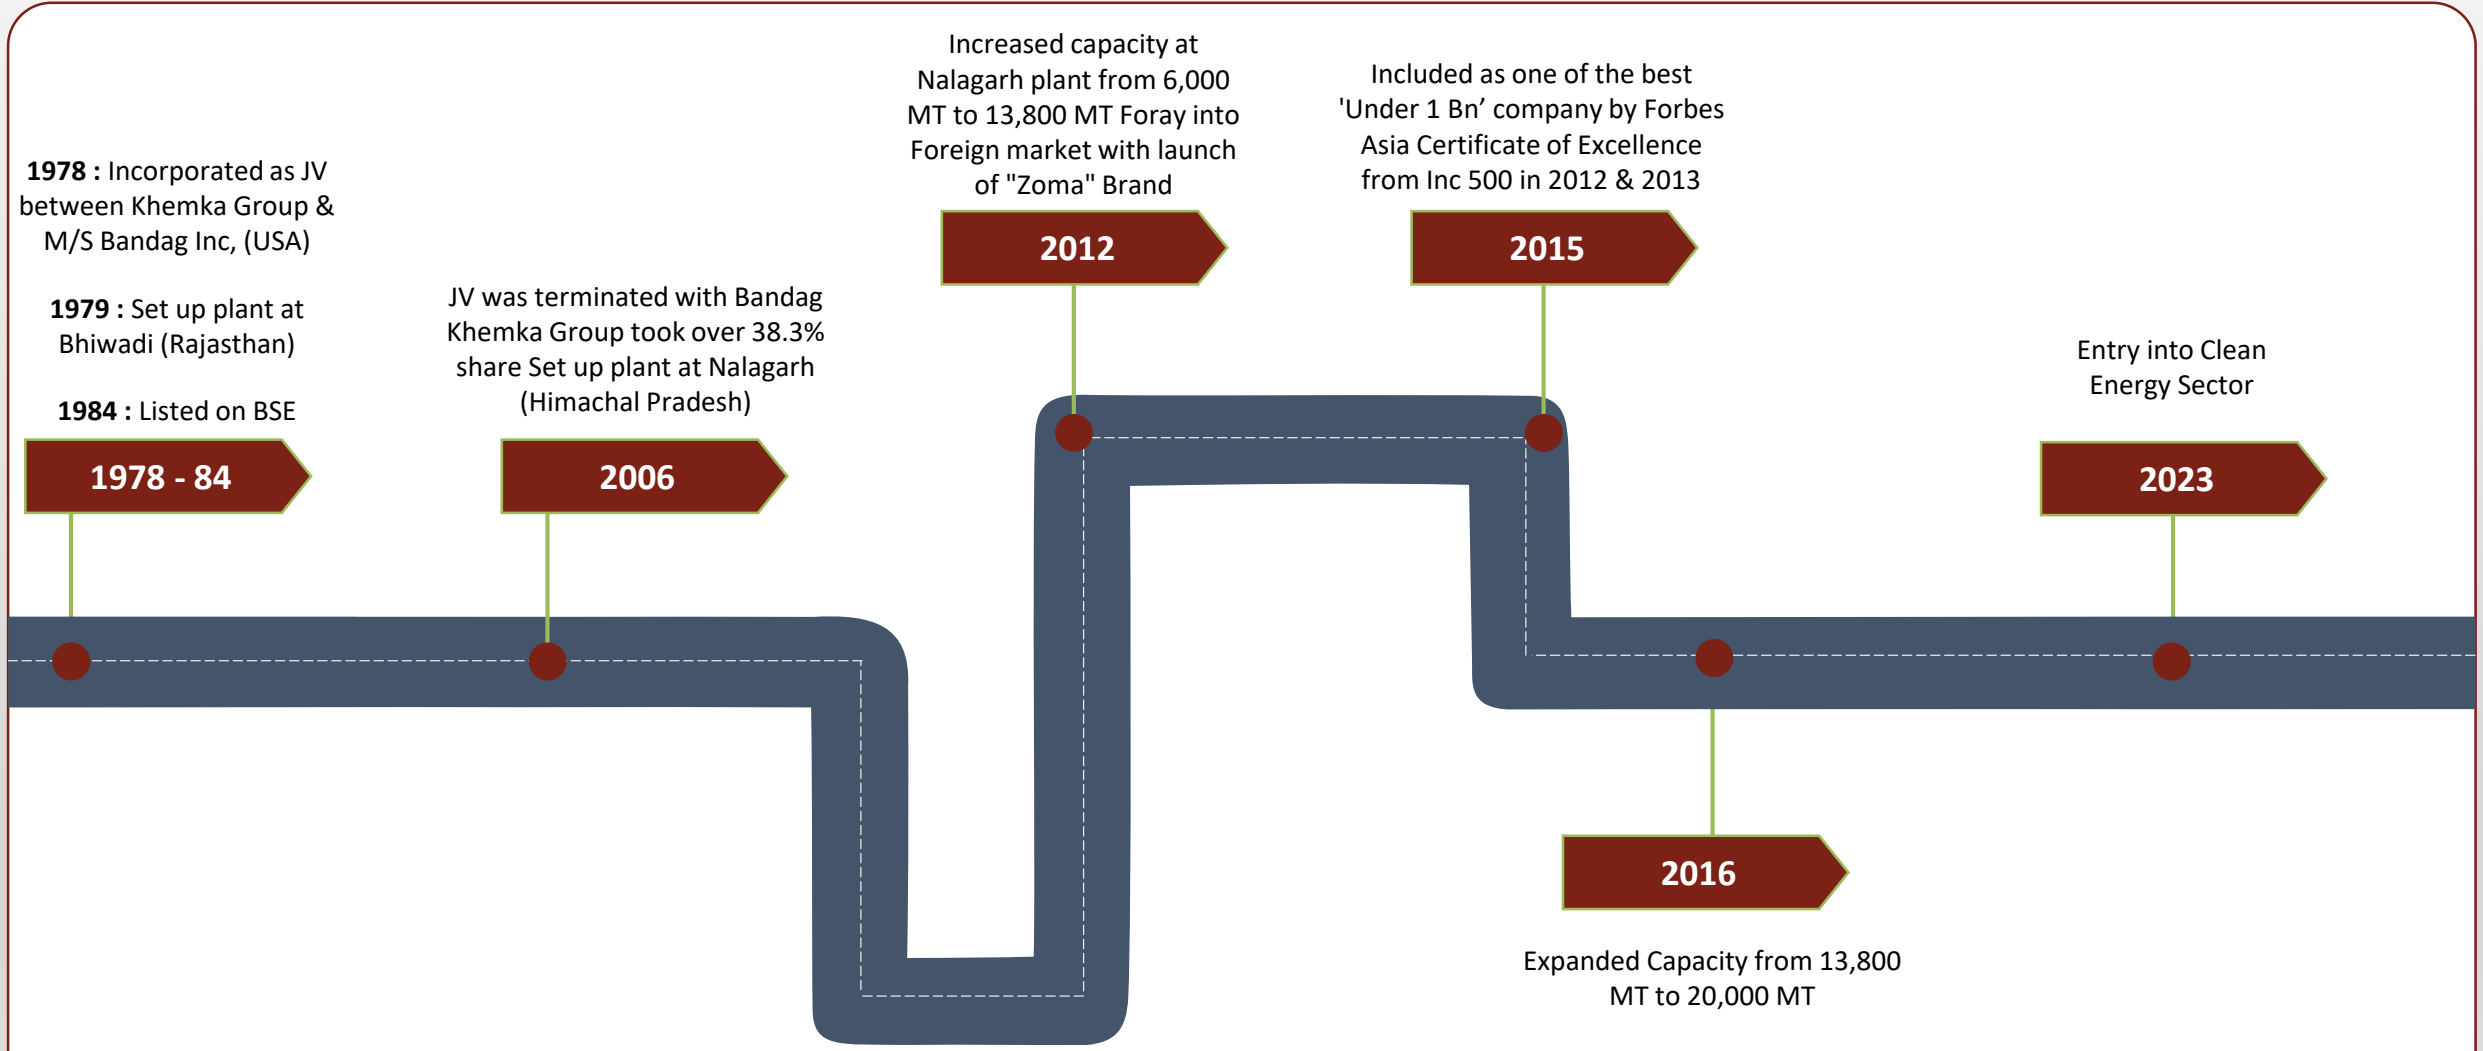 1978 : Incorporated as JV
between Khemka Group &
M/S Bandag Inc, (USA)
1979 : Set up plant at
Bhiwadi (Rajasthan)
1984 : Listed on BSE
1978 - 84
JV was terminated with Bandag
Khemka Group took over 38.3%
share Set up plant at Nalagarh
(Himachal Pradesh)
2006
Increased capacity at
Nalagarh plant from 6,000
MT to 13,800 MT Foray into
Foreign market with launch
of "Zoma" Brand
2012
Included as one of the best
'Under 1 Bn’ company by Forbes
Asia Certificate of Excellence
from Inc 500 in 2012 & 2013
2015
2016
Expanded Capacity from 13,800
MT to 20,000 MT
Entry into Clean
Energy Sector
2023